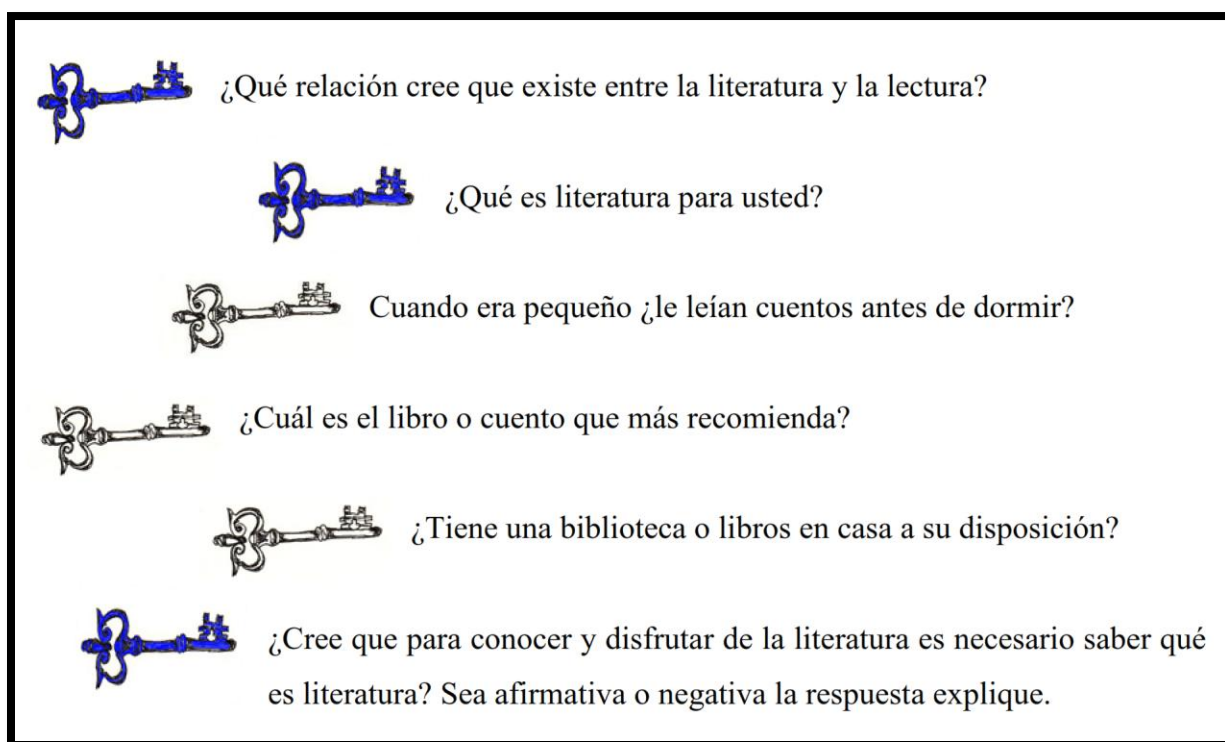 ¿Qué relación cree que existe entre la literatura y la lectura?
¿Qué es literatura para usted?
Cuando era pequeño ¿le leían cuentos antes de dormir?
¿Cuál es el libro o cuento que más recomienda?
¿Tiene una biblioteca o libros en casa a su disposición?
¿Cree que para conocer y disfrutar de la literatura es necesario saber qué
es literatura? Sea afirmativa o negativa la respuesta explique.